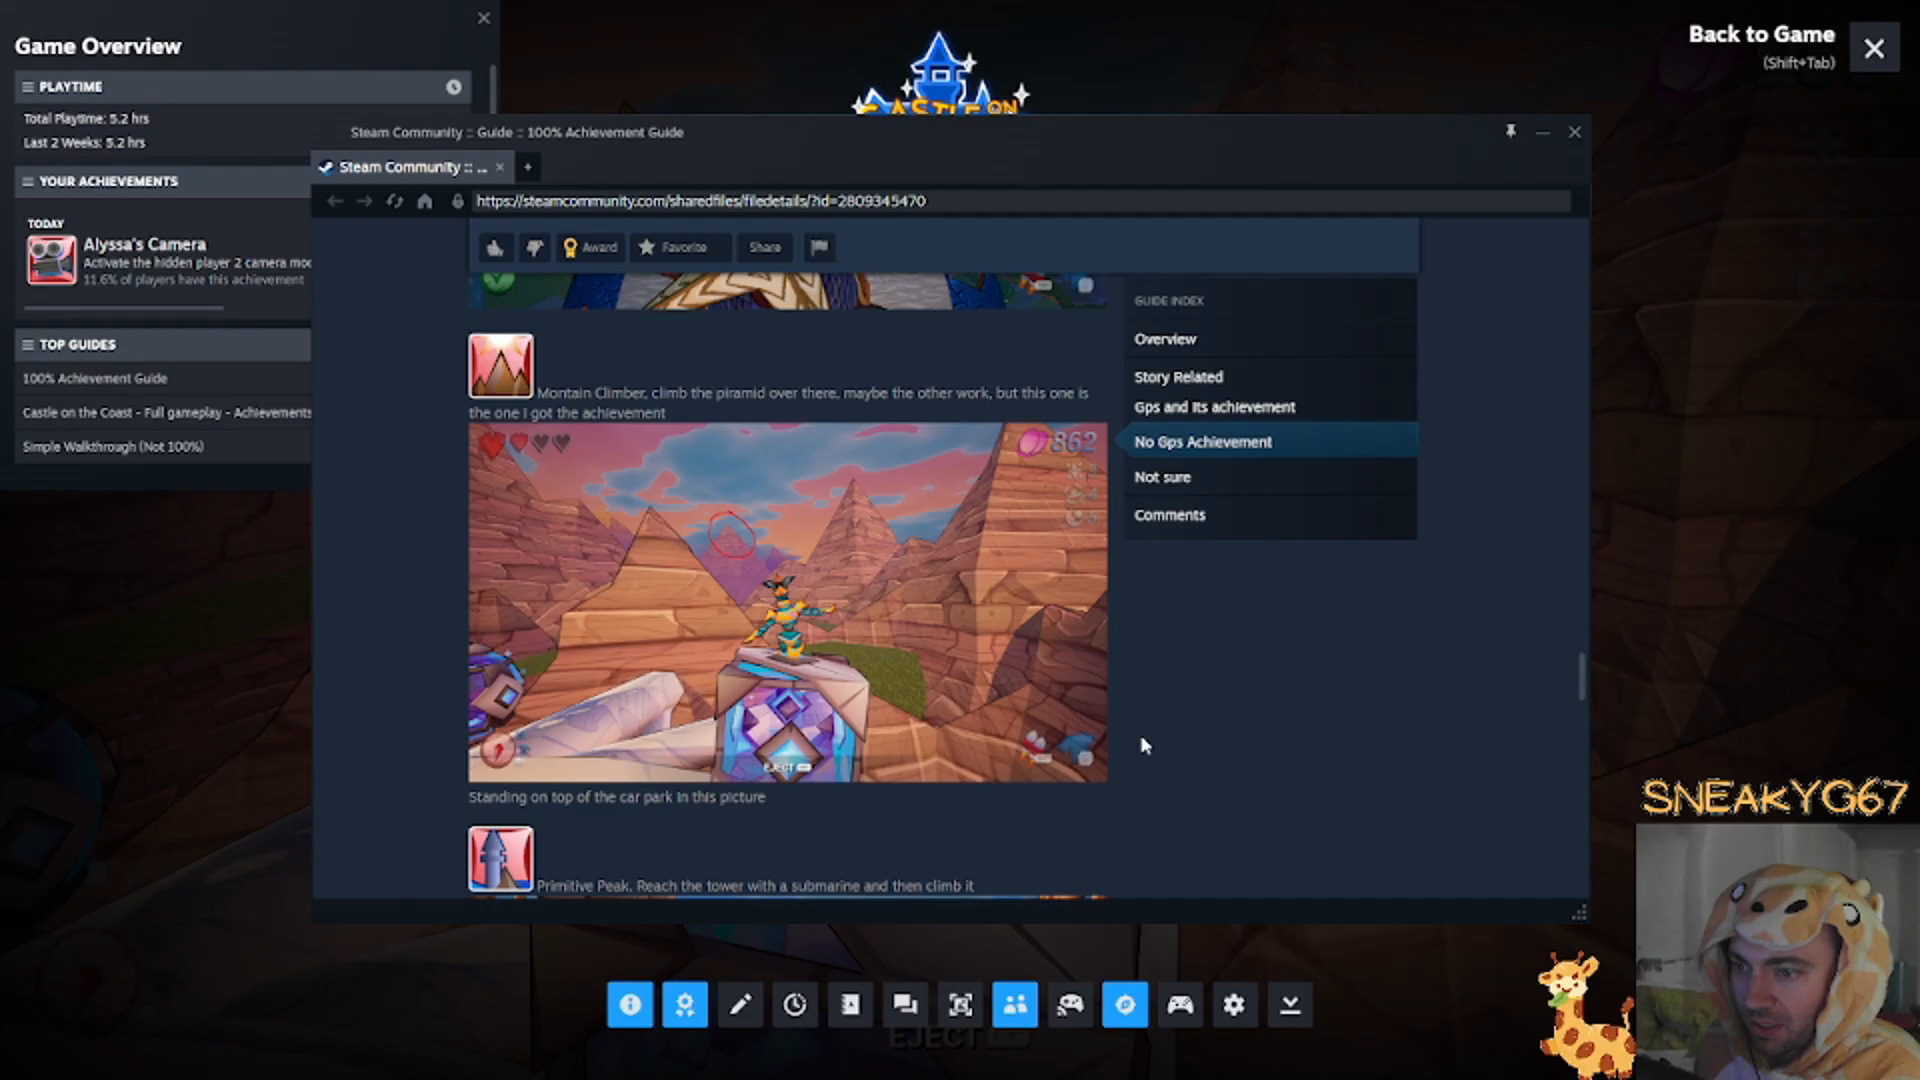 Game Overview
PLAYTIME
Total Playtime: 5.2 hrs
Last 2 Weeks: 5.2 hrs
YOUR ACHIEVEMENTS
TODAY
Alyssa's Camera
Activate the hidden player 2 camera mo
11.6% of players have this achievement
TOP GUIDES
100% Achievement Guide
Castle on the Coast - Full gameplay - Achievements
Simple Walkthrough (Not 100%)
CASTLE ON
Back to Game
(Shift+Tab)
Steam Community :: Guide :: 100% Achievement Guide
Steam Community :: ...
https://steamcommunity.com/sharedfiles/filedetails/?id=2809345470
Award
Favorite
Share
Montain Climber, climb the piramid over there, maybe the other work, but this one is
the one I got the achievement
862
EJECT
Standing on top of the car park in this picture
Primitive Peak. Reach the tower with a submarine and then climb it
GUIDE INDEX
Overview
Story Related
Gps and its achievement
No Gps Achievement
Not sure
Comments
EJECT
SNEAKYG67